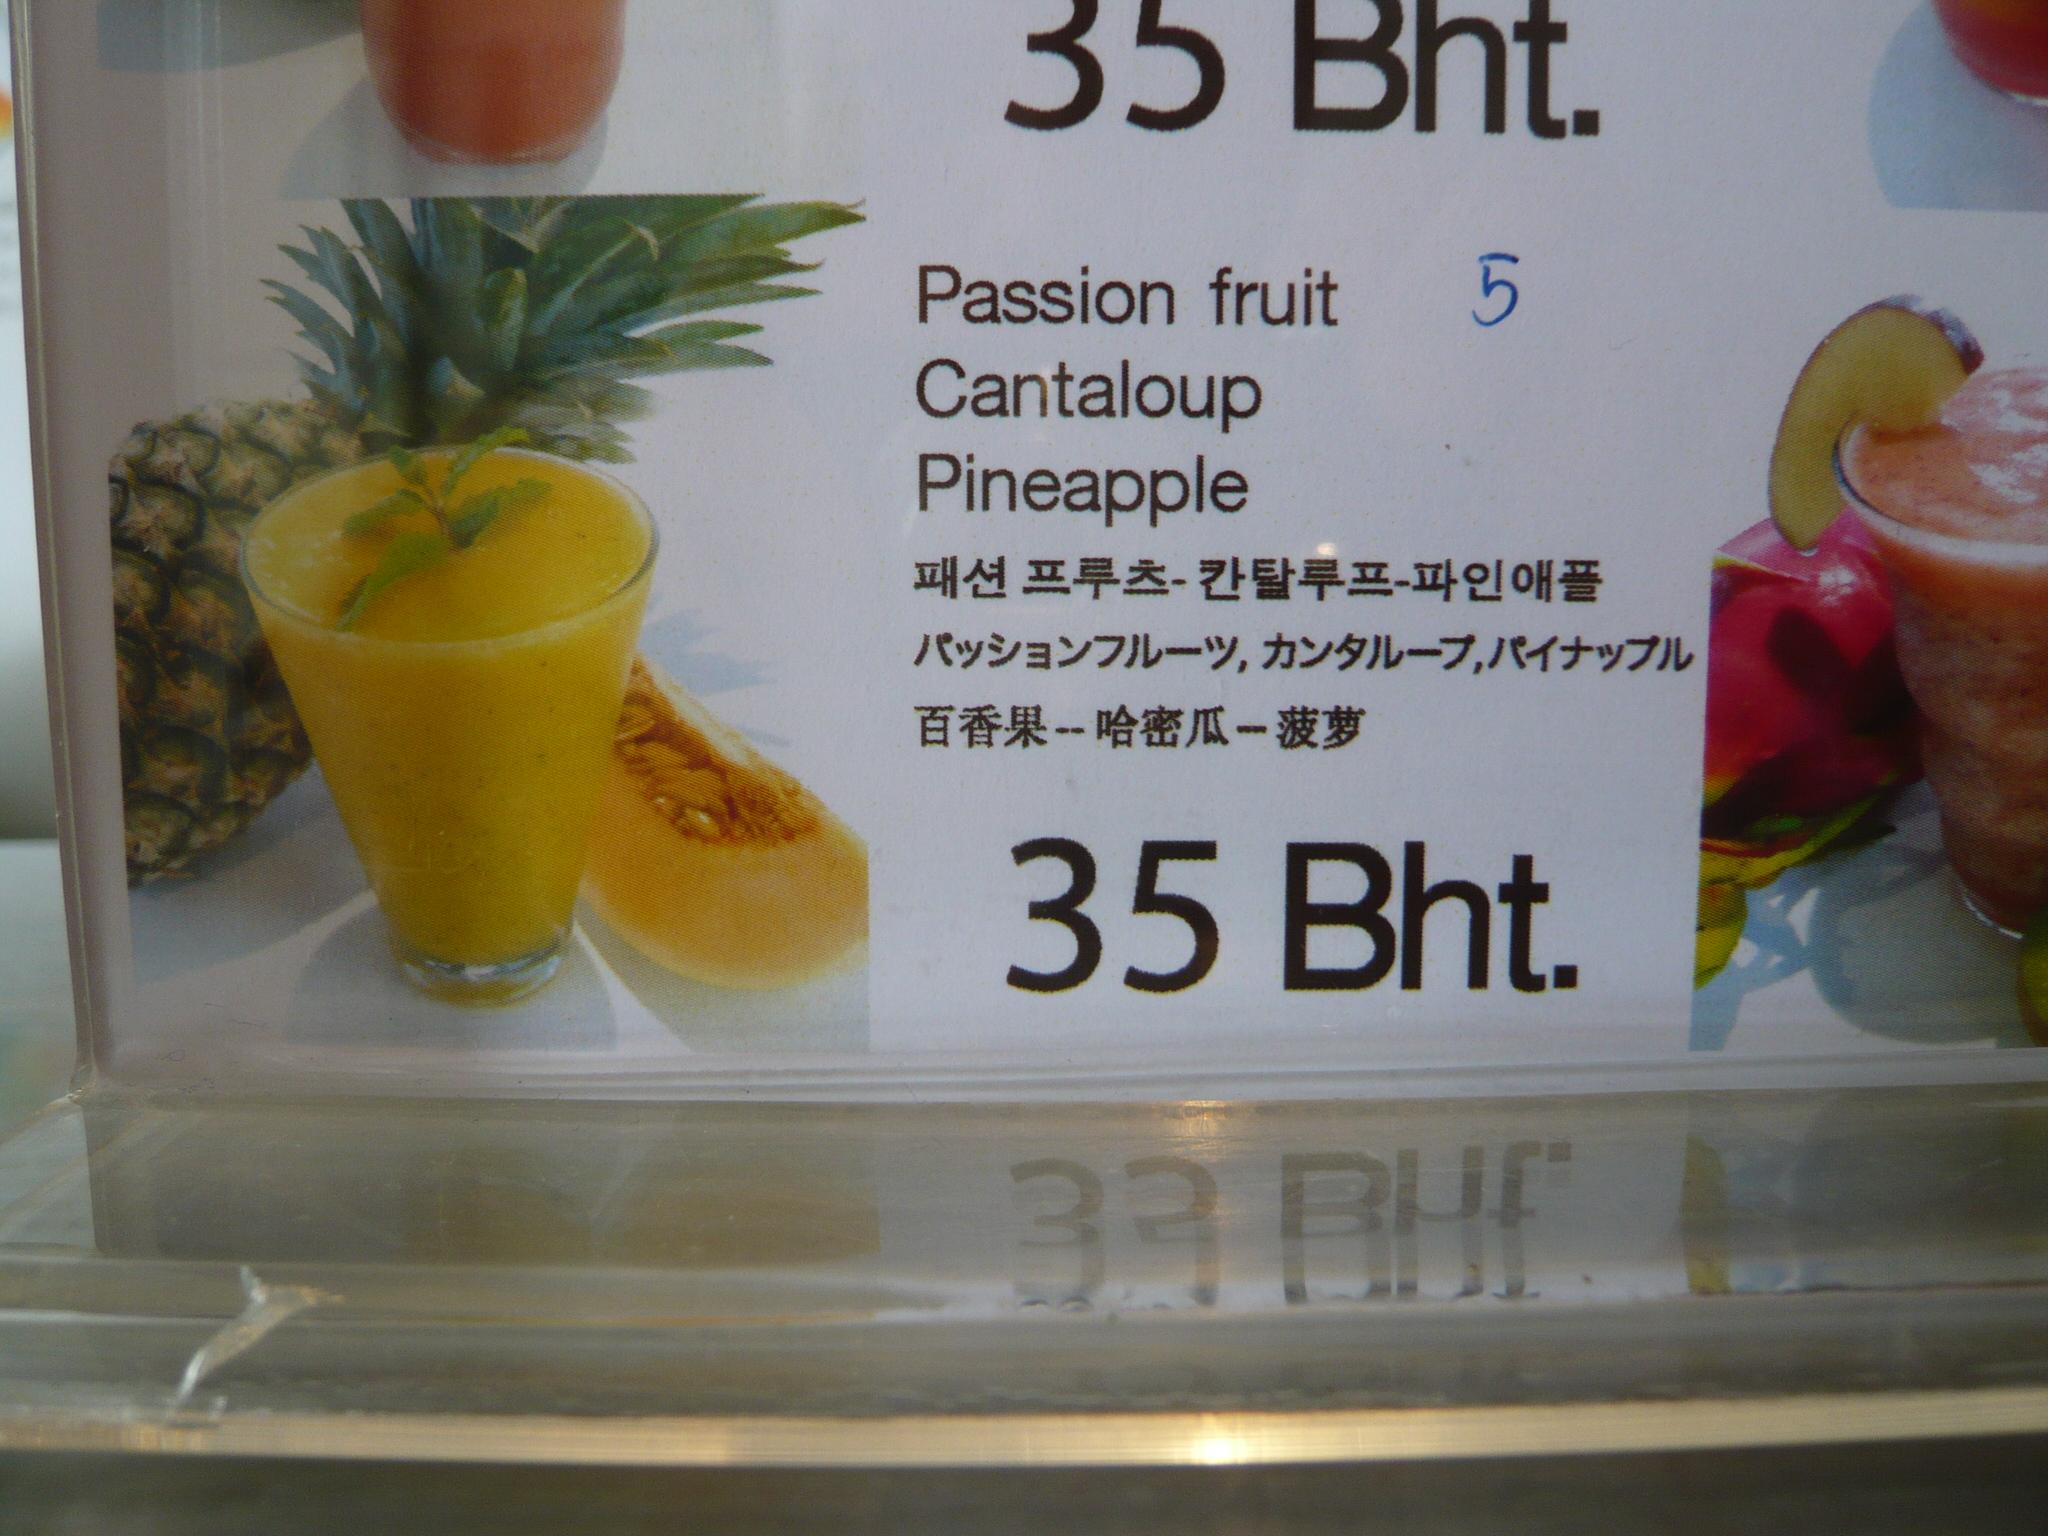 35 Bht.
Passion fruit 5
Cantaloup
Pineapple
패션 프루츠- 칸탈루프-파인애플
パッションフルーツ, カンタループ,パイナップル
百香果--哈密瓜–菠萝
35 Bht.